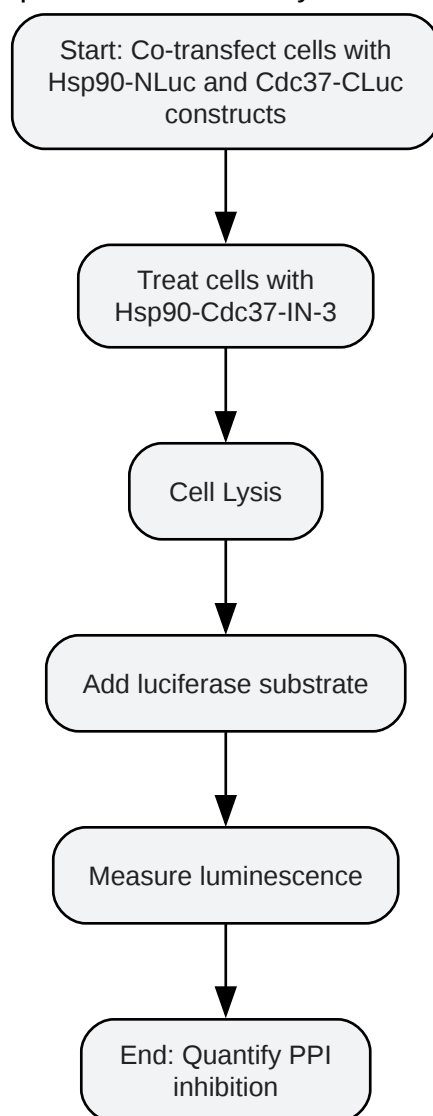 Start: Co-transfect cells with
Hsp90-NLuc and Cdc37-CLuc
constructs
Treat cells with
Hsp90-Cdc37-IN-3
Cell Lysis
Add luciferase substrate
Measure luminescence
End: Quantify PPI
inhibition